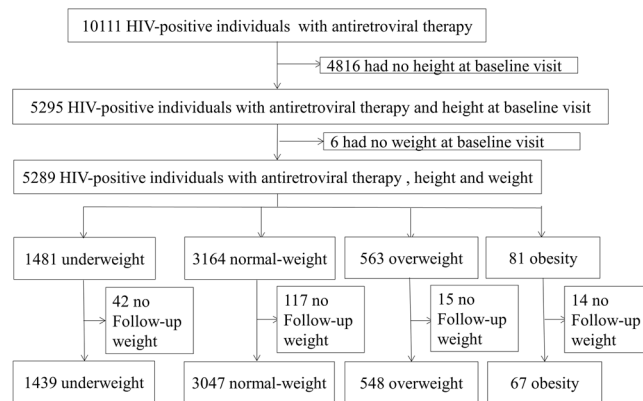 10111 HIV-positive individuals with antiretroviral therapy
4816 had no height at baseline visit
5295 HIV-positive individuals with antiretroviral therapy and height at baseline visit
6 had no weight at baseline visit
5289 HIV-positive individuals with antiretroviral therapy , height and weight
1481 underweight
3164 normal-weight
563 overweight
81 obesity
42 no
Follow-up
weight
117 no
Follow-up
weight
15 no
Follow-up
weight
14 no
Follow-up
weight
1439 underweight
3047 normal-weight
548 overweight
67 obesity